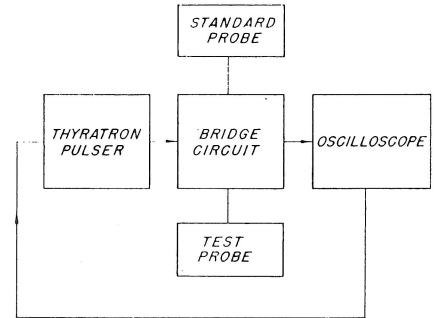 STANDARD
PROBE
THYRATRON
PULSER
BRIDGE
CIRCUIT
OSCILLOSCOPE
TEST
PROBE